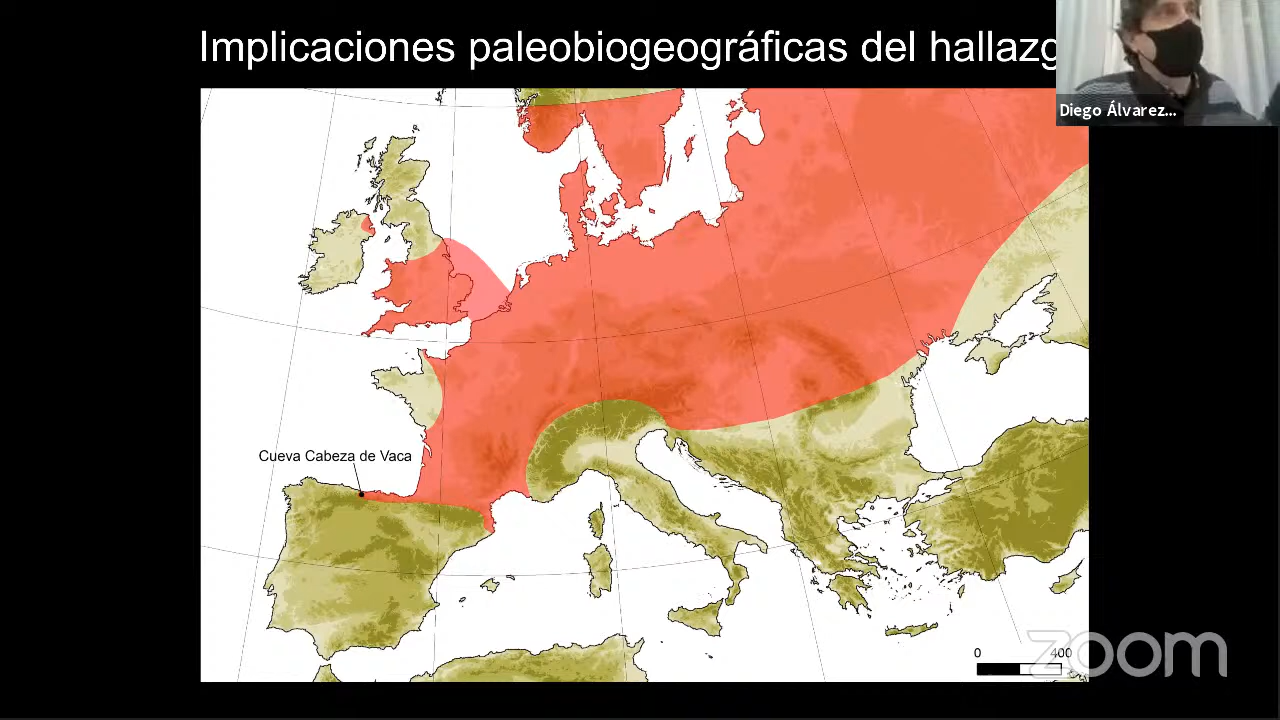 Implicaciones paleobiogeográficas del hallazg
Diego Álvarez...
Cueva Cabeza de Vaca
0 400
zoom